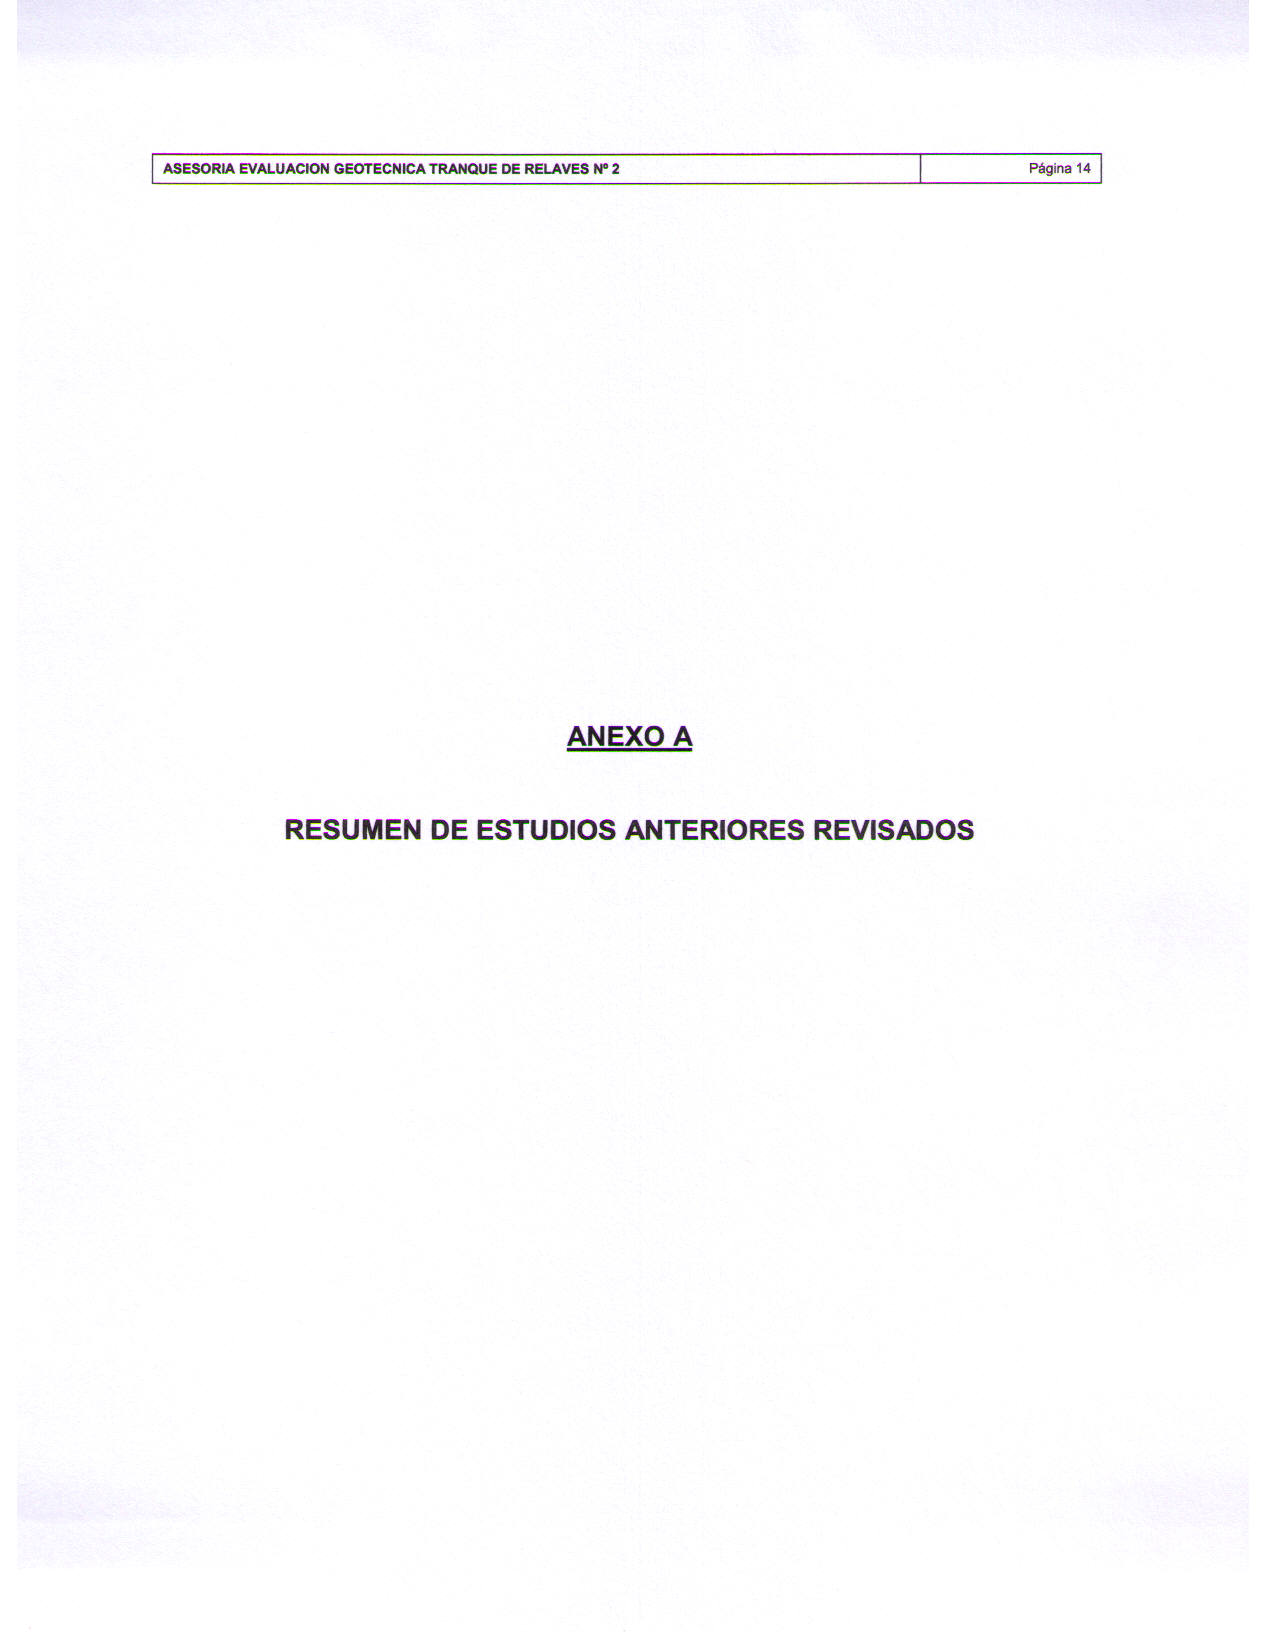 ASESORIA EVALUACION GEOTECNICA TRANQUE DE RELAVES Nº 2 Página 14
ANEXO A
RESUMEN DE ESTUDIOS ANTERIORES REVISADOS